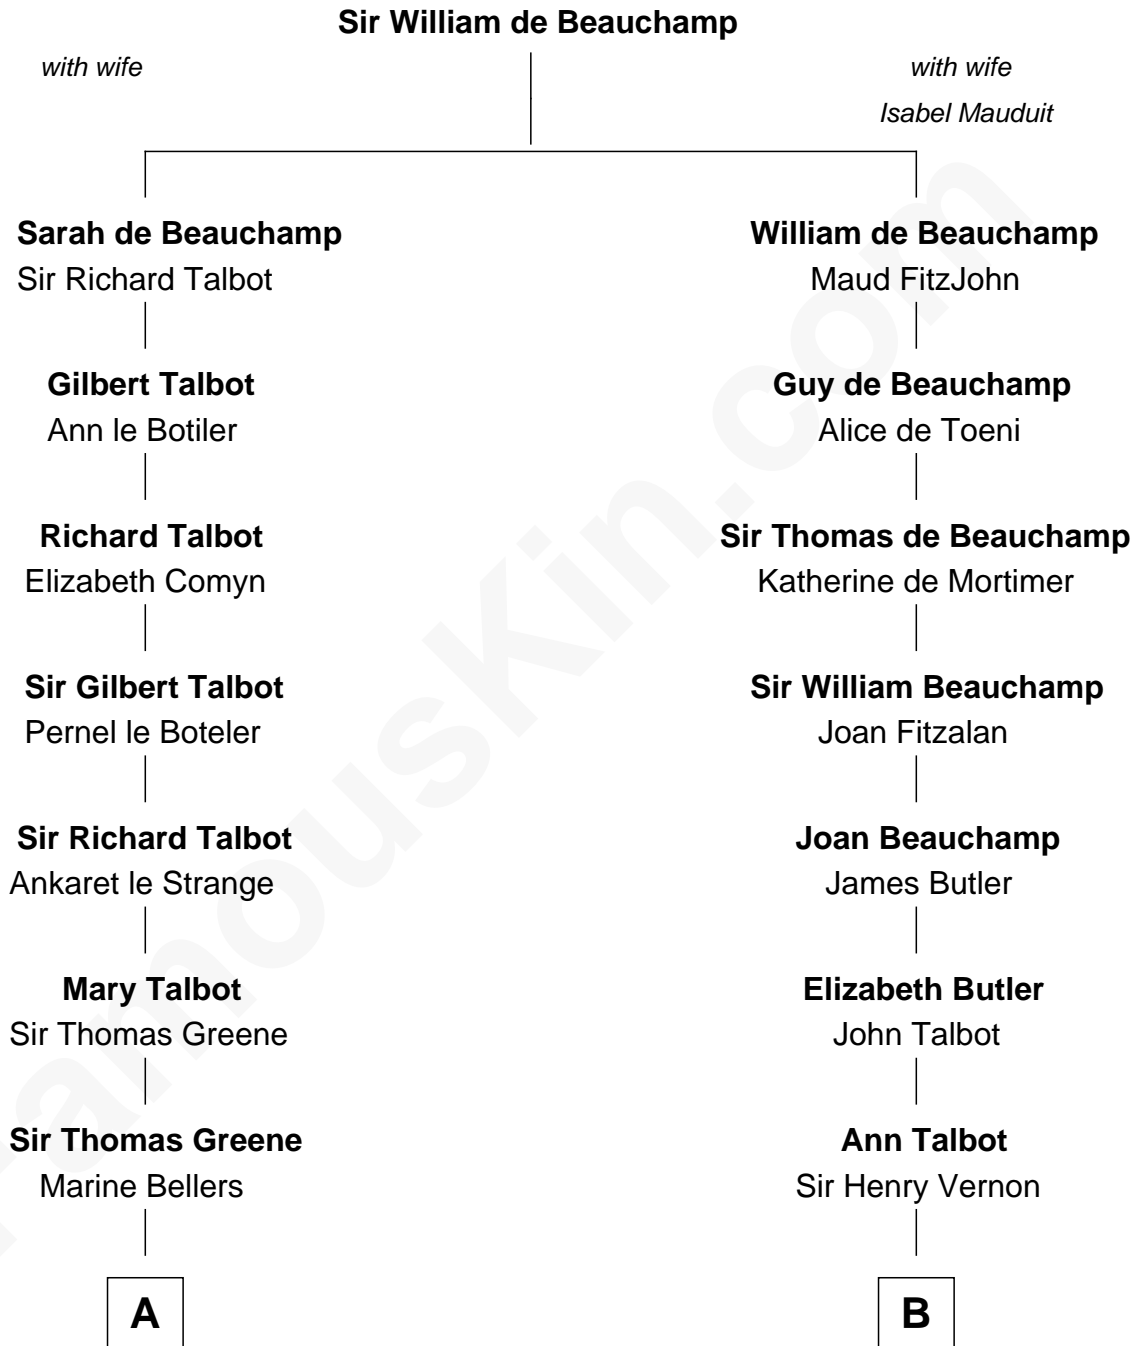 Sir William de Beauchamp
with wife
with wife
Isabel Mauduit
Sarah de Beauchamp
Sir Richard Talbot
William de Beauchamp
Maud FitzJohn
Gilbert Talbot
Ann le Botiler
Guy de Beauchamp
Alice de Toeni
Richard Talbot
Elizabeth Comyn
Sir Thomas de Beauchamp
Katherine de Mortimer
Sir Gilbert Talbot
Pernel le Boteler
Sir William Beauchamp
Joan Fitzalan
Sir Richard Talbot
Ankaret le Strange
Joan Beauchamp
James Butler
Mary Talbot
Sir Thomas Greene
Elizabeth Butler
John Talbot
Sir Thomas Greene
Marine Bellers
Ann Talbot
Sir Henry Vernon
A
B
FamousKin.com